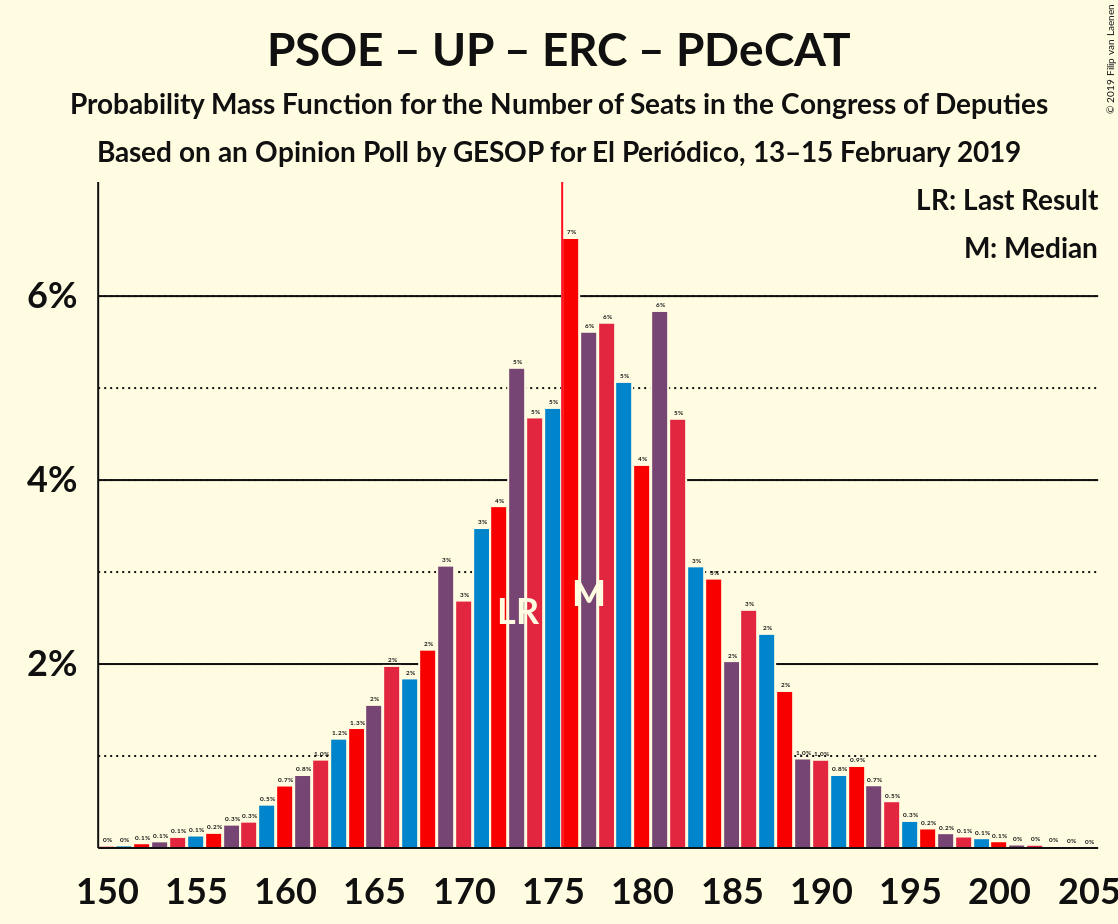 PSOE – UP – ERC – PDeCAT
Probability Mass Function for the Number of Seats in the Congress of Deputies
Based on an Opinion Poll by GESOP for El Periódico, 13–15 February 2019
© 2019 Filip van Laenen
LR: Last Result
M: Median
6%
4%
2%
0% 0% 0.1% 0.1% 0.1% 0.1% 0.2% 0.3% 0.3% 0.5% 0.7% 0.8% 1.0% 1.2% 1.3% 2% 2% 2% 2% 3% 3% 3% 4% 5% 5% 5% 7% 6% 6% 5% 4% 6% 5% 3% 3% 2% 3% 2% 2% 1.0% 1.0% 0.8% 0.9% 0.7% 0.5% 0.3% 0.2% 0.2% 0.1% 0.1% 0.1% 0% 0% 0% 0% 0%
LR M
150 155 160 165 170 175 180 185 190 195 200 205